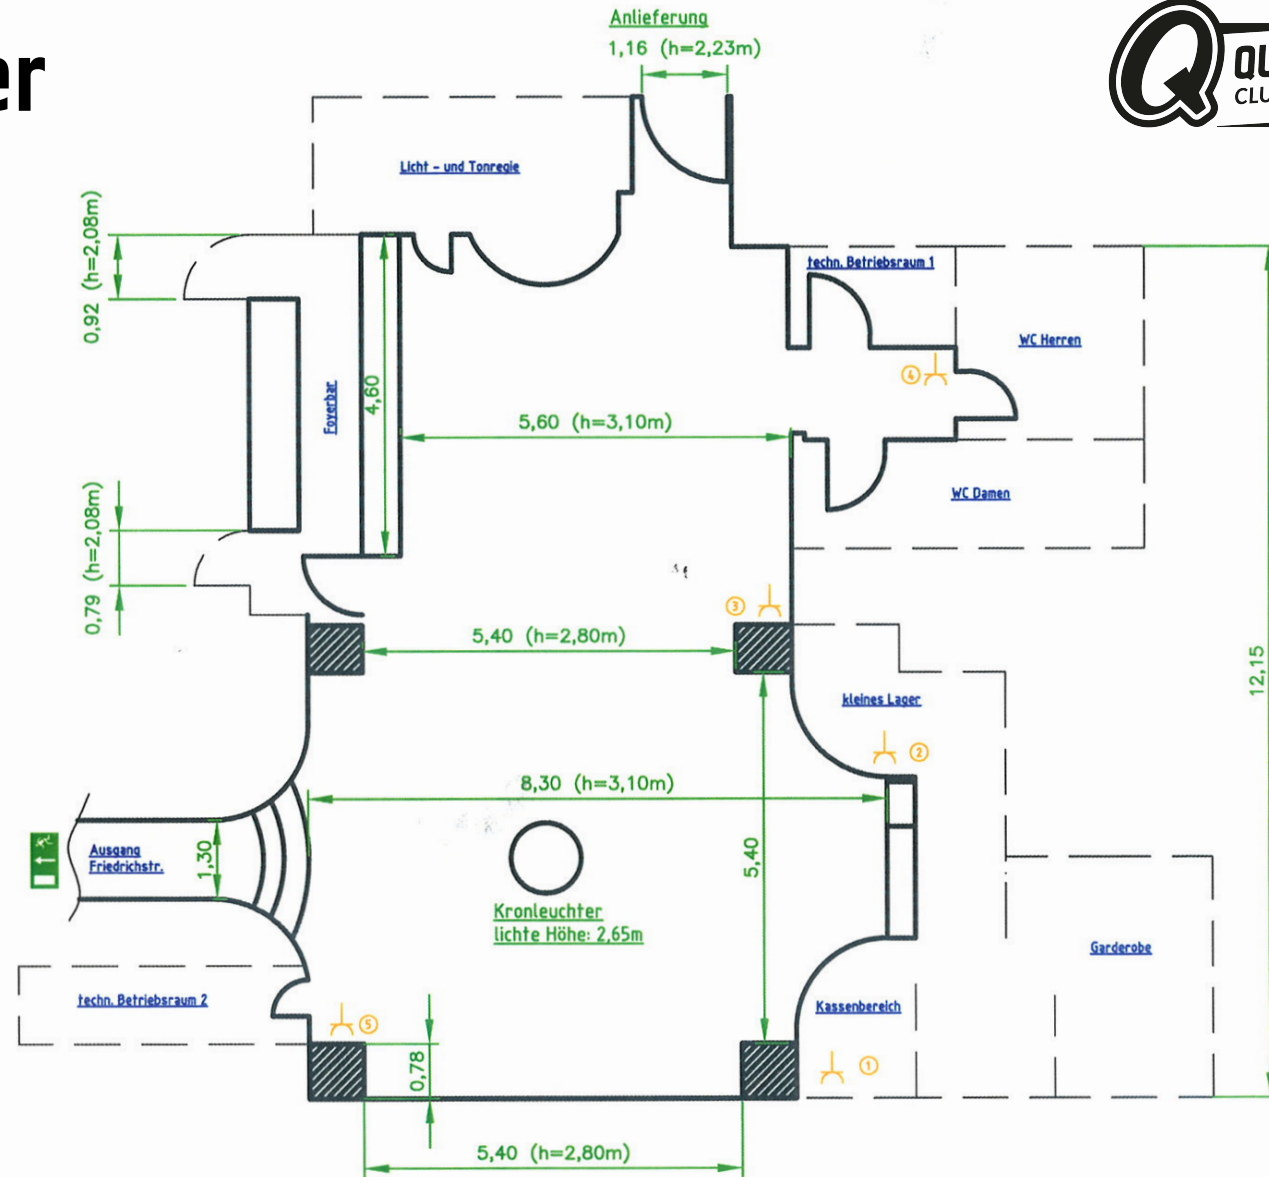 Anlieferung
1,16 (h=2,23m)
er
QU
CLU
Licht - und Tonregie
0,92 (h=2,08m)
techn. Betriebsraum 1
WC Herren
4
Foyerbar
4,60
5,60 (h=3,10m)
WC Damen
0,79 (h=2,08m)
3
5,40 (h=2,80m)
12,15
kleines Lager
2
8,30 (h=3,10m)
Ausgang
Friedrichstr.
1,30
5,40
Kronleuchter
lichte Höhe: 2,65m
Garderobe
techn. Betriebsraum 2
Kassenbereich
5
0,78
1
5,40 (h=2,80m)